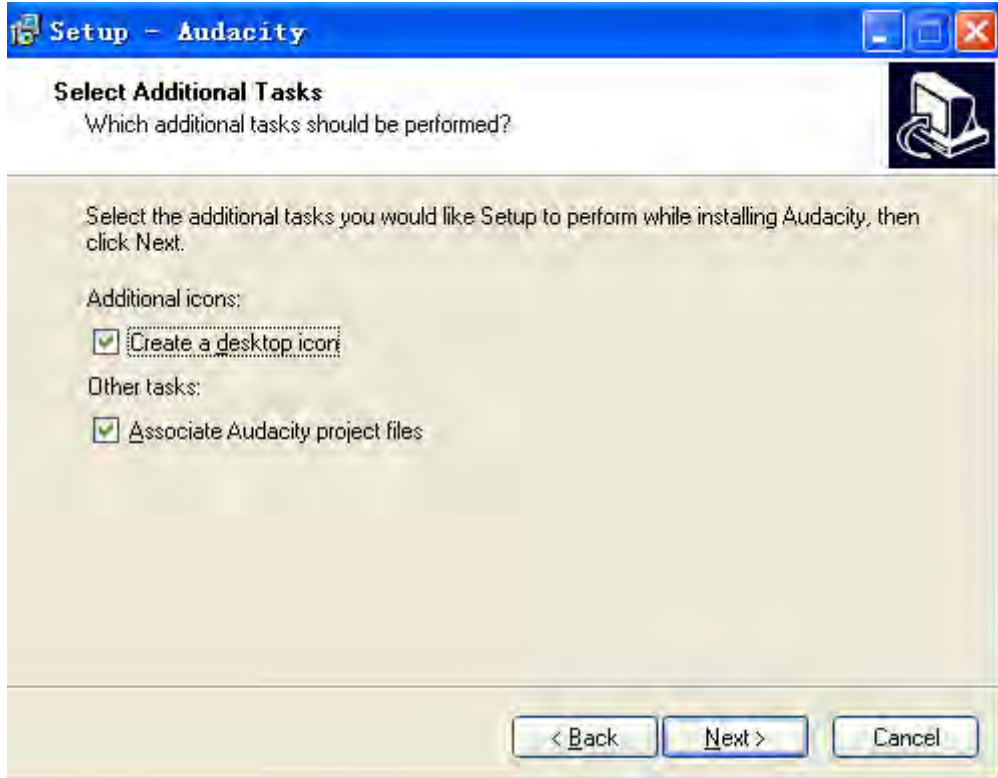 Setup - Audacity
Select Additional Tasks
Which additional tasks should be performed?
Select the additional tasks you would like Setup to perform while installing Audacity, then
click Next.
Additional icons:
Create a desktop icon
Other tasks:
Associate Audacity project files
< Back Next > Cancel